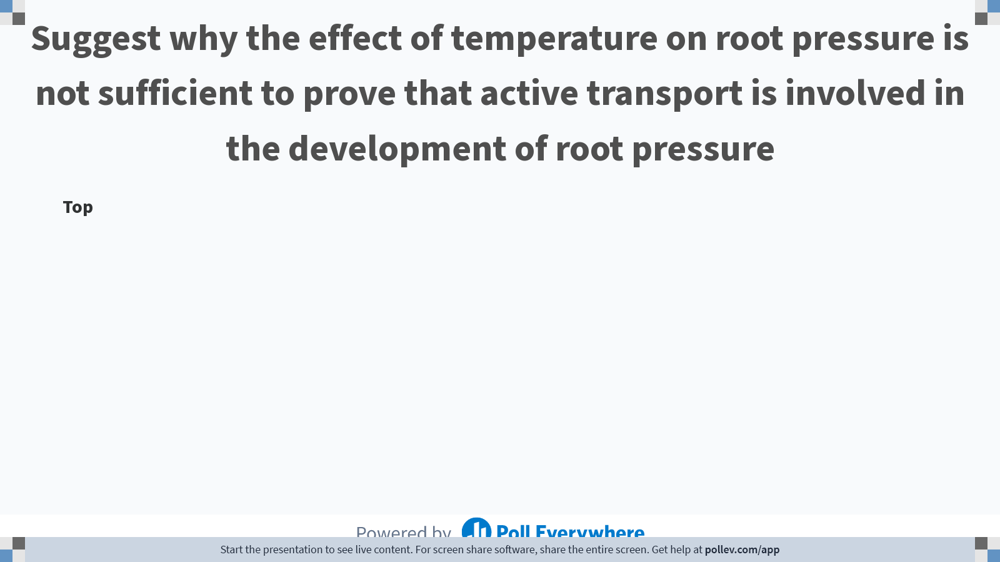 Suggest why the effect of temperature on root pressure is
not sufficient to prove that active transport is involved in
the development of root pressure
Top
Powered by Poll Everywhere
Start the presentation to see live content. For screen share software, share the entire screen. Get help at pollev.com/app